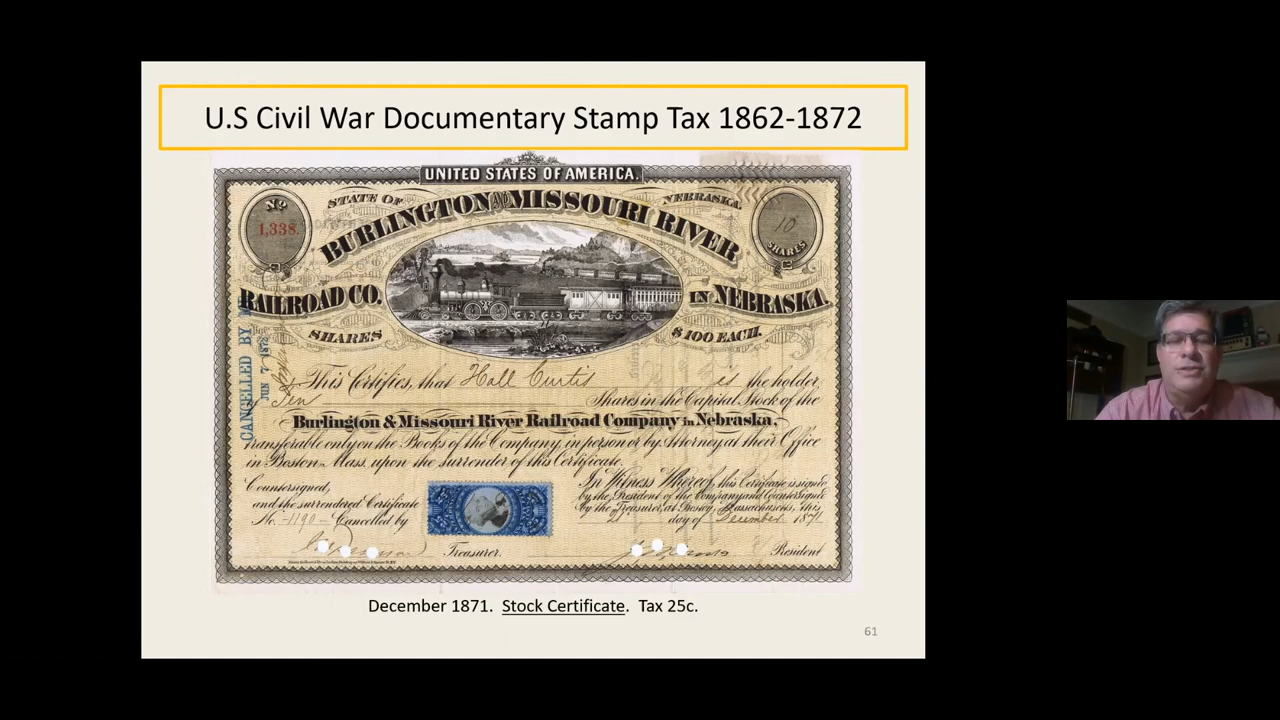 U.S Civil War Documentary Stamp Tax 1862-1872
UNITED STATES OF AMERICA.
STATE OF NEBRASKA.
No 1,338.
10 SHARES
BURLINGTON AND MISSOURI RIVER
RAILROAD CO. IN NEBRASKA.
SHARES $100 EACH.
CANCELLED BY
JUN 7 187
This Certifies, that Hall Curtis is the holder
of Ten Shares in the Capital Stock of the
Burlington & Missouri River Railroad Company in Nebraska,
transferable only on the Books of the Company, in person or by Attorney at their Office
in Boston Mass. upon the surrender of this Certificate.
Countersigned,
and the surrendered Certificate
No. -1190- Cancelled by
Treasurer.
In Witness Whereof, this Certificate is signed
by the President of the Company and Countersigned
by the Treasurer at Boston, Massachusetts, this
21 day of December 1871
President
December 1871. Stock Certificate. Tax 25c.
61